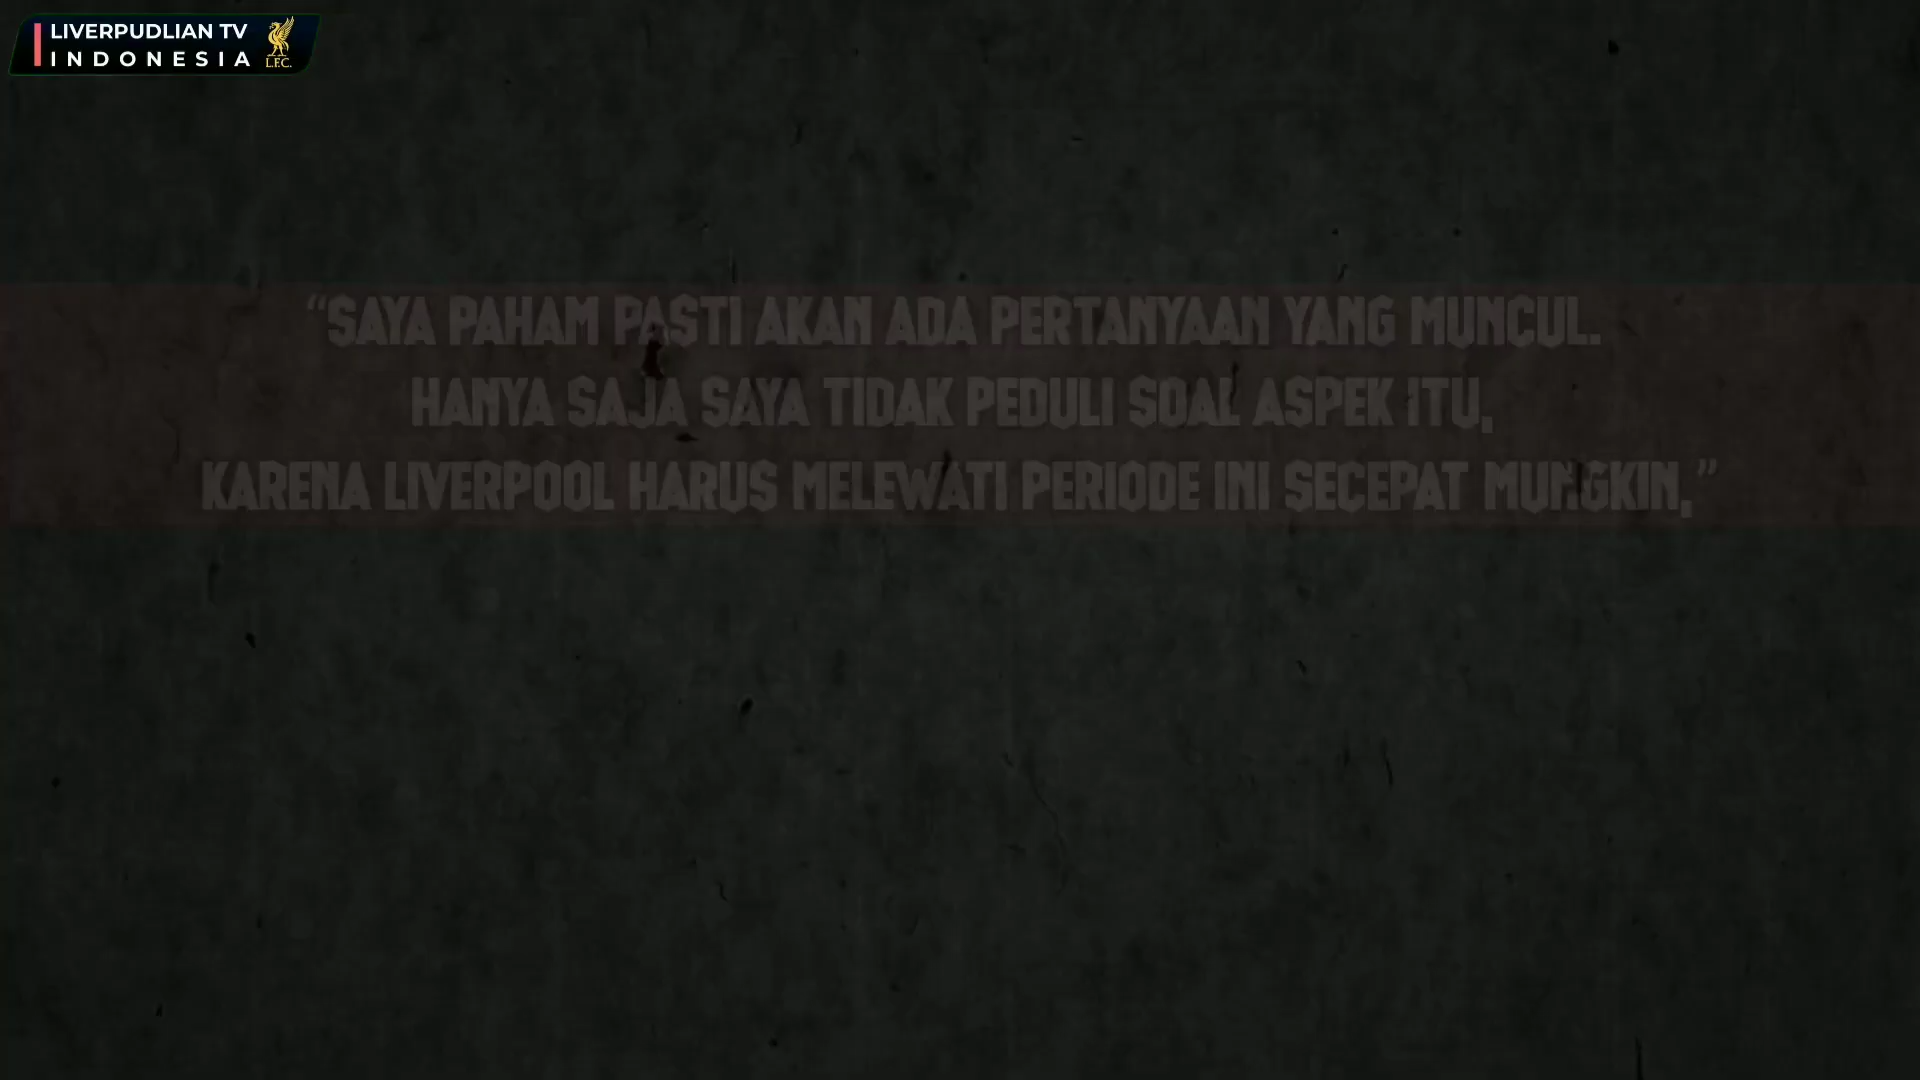 LIVERPUDLIAN TV
INDONESIA
L.F.C.
“SAYA PAHAM PASTI AKAN ADA PERTANYAAN YANG MUNCUL.
HANYA SAJA SAYA TIDAK PEDULI SOAL ASPEK ITU,
KARENA LIVERPOOL HARUS MELEWATI PERIODE INI SECEPAT MUNGKIN,”